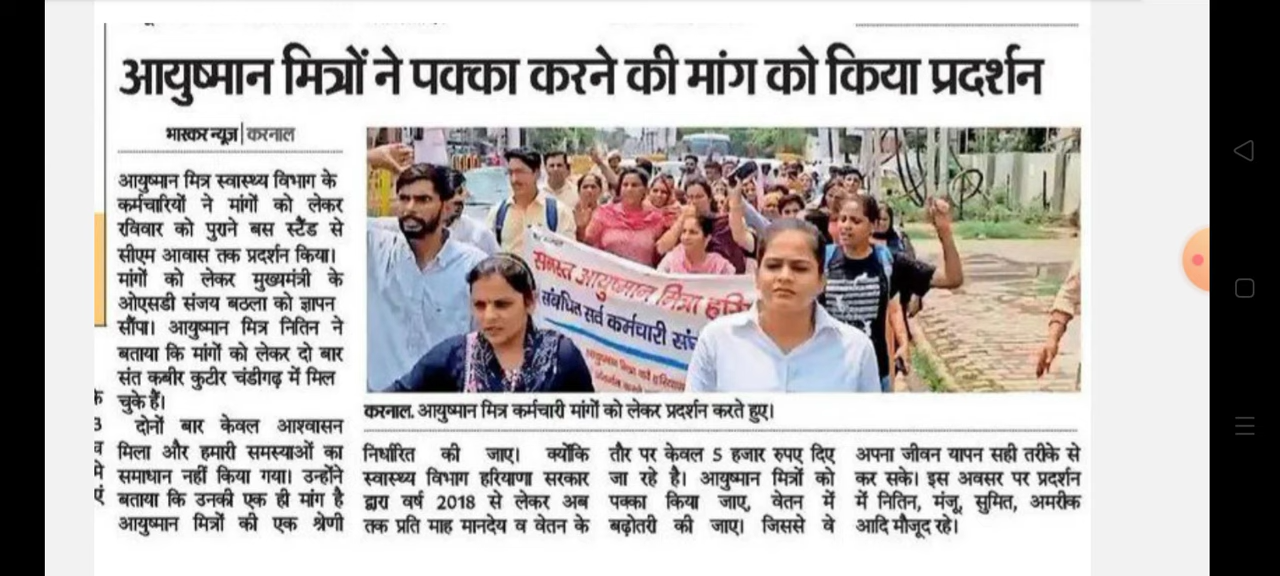 आयुष्मान मित्रों ने पक्का करने की मांग को किया प्रदर्शन
भास्कर न्यूज | करनाल
आयुष्मान मित्र स्वास्थ्य विभाग के
कर्मचारियों ने मांगों को लेकर
रविवार को पुराने बस स्टैंड से
सीएम आवास तक प्रदर्शन किया।
मांगों को लेकर मुख्यमंत्री के
ओएसडी संजय बठला को ज्ञापन
सौंपा। आयुष्मान मित्र नितिन ने
बताया कि मांगों को लेकर दो बार
संत कबीर कुटीर चंडीगढ़ में मिल
चुके हैं।
दोनों बार केवल आश्वासन
मिला और हमारी समस्याओं का
समाधान नहीं किया गया। उन्होंने
बताया कि उनकी एक ही मांग है
आयुष्मान मित्रों की एक श्रेणी
समस्त आयुष्मान मित्रा हरि
संबंधित सर्व कर्मचारी संघ
करनाल. आयुष्मान मित्र कर्मचारी मांगों को लेकर प्रदर्शन करते हुए।
निर्धारित की जाए। क्योंकि
स्वास्थ्य विभाग हरियाणा सरकार
द्वारा वर्ष 2018 से लेकर अब
तक प्रति माह मानदेय व वेतन के
तौर पर केवल 5 हजार रुपए दिए
जा रहे है। आयुष्मान मित्रों को
पक्का किया जाए, वेतन में
बढ़ोतरी की जाए। जिससे वे
अपना जीवन यापन सही तरीके से
कर सके। इस अवसर पर प्रदर्शन
में नितिन, मंजू, सुमित, अमरीक
आदि मौजूद रहे।